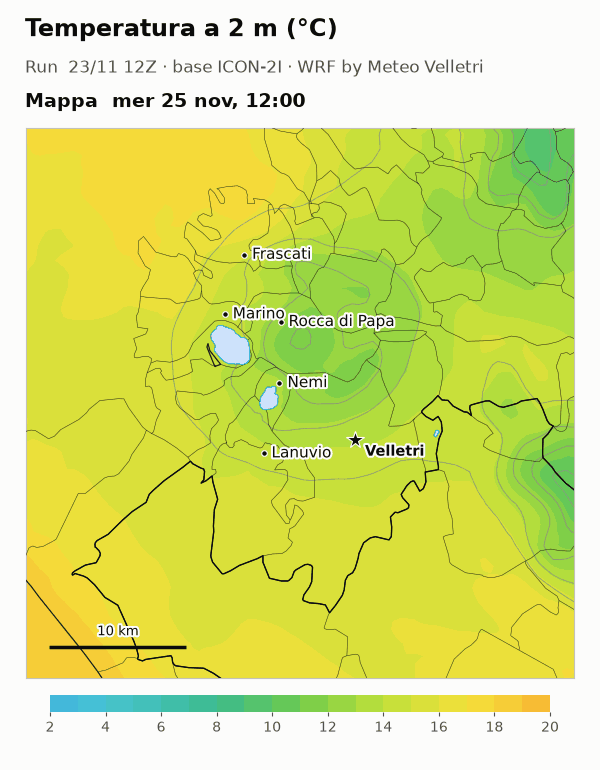 Temperatura a 2 m (°C)
Run  23/11 12Z · base ICON-2I · WRF by Meteo Velletri
Mappa  mer 25 nov, 12:00
Frascati
Marino
Rocca di Papa
Nemi
Velletri
Lanuvio
10 km
2 4 6 8 10 12 14 16 18 20